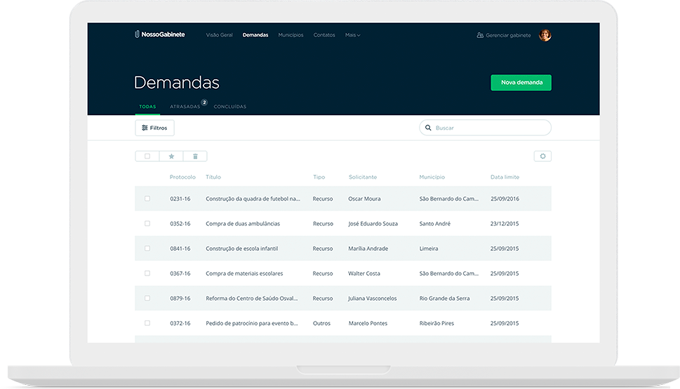 NossoGabinete Visão Geral Demandas Municípios Contatos Mais Gerenciar gabinete
Demandas Nova demanda
TODAS ATRASADAS 2 CONCLUÍDAS
Filtros Buscar
Protocolo Título Tipo Solicitante Município Data limite
0231-16 Construção da quadra de futebol na... Recurso Oscar Moura São Bernardo do Cam... 25/09/2016
0352-16 Compra de duas ambulâncias Recurso José Eduardo Souza Santo André 23/12/2015
0841-16 Construção de escola infantil Recurso Marília Andrade Limeira 25/09/2015
0367-16 Compra de materiais escolares Recurso Walter Costa São Bernardo do Cam... 25/09/2015
0879-16 Reforma do Centro de Saúde Osval... Recurso Juliana Vasconcelos Rio Grande da Serra 25/09/2015
0372-16 Pedido de patrocínio para evento b... Outros Marcelo Pontes Ribeirão Pires 25/09/2015